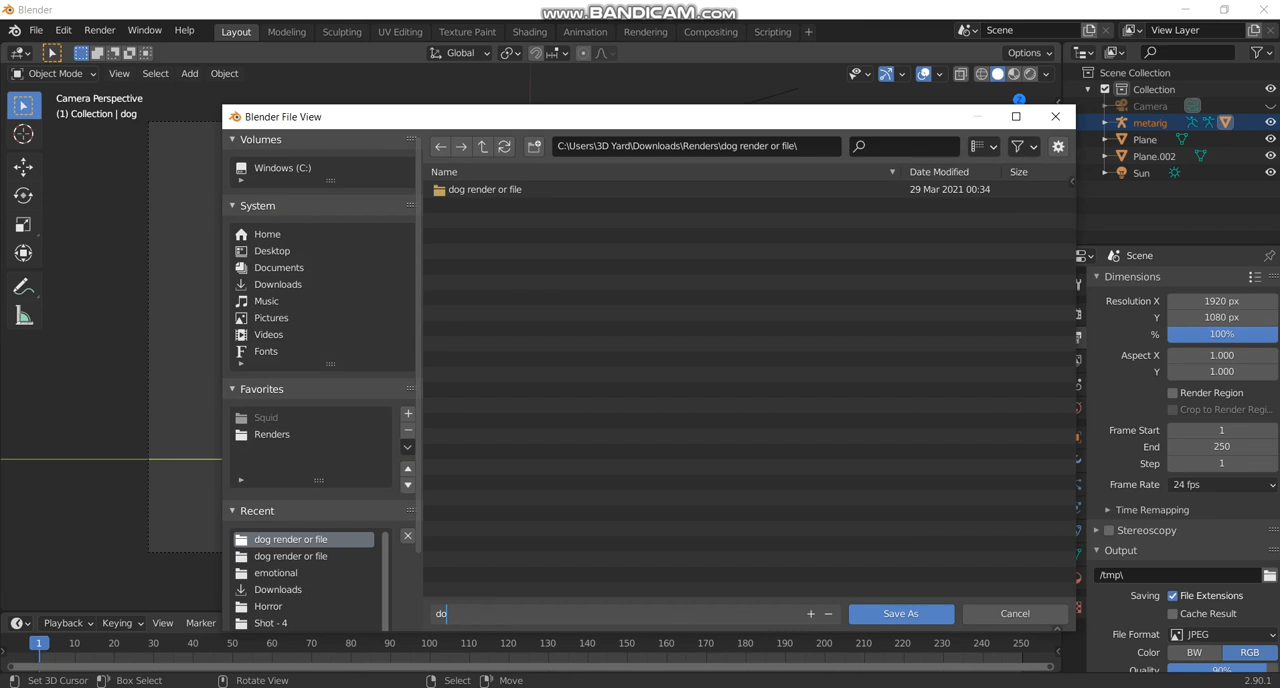 Blender
www.BANDICAM.com
File Edit Render Window Help
Layout Modeling Sculpting UV Editing Texture Paint Shading Animation Rendering Compositing Scripting +
Scene
View Layer
Global
Options
Object Mode View Select Add Object
Camera Perspective
(1) Collection | dog
Scene Collection
Collection
Camera
metarig
Plane
Plane.002
Sun
Blender File View
Volumes
Windows (C:)
System
Home
Desktop
Documents
Downloads
Music
Pictures
Videos
Fonts
Favorites
Squid
Renders
Recent
dog render or file
dog render or file
emotional
Downloads
Horror
Shot - 4
C:\Users\3D Yard\Downloads\Renders\dog render or file\
Name Date Modified Size
dog render or file 29 Mar 2021 00:34
do
Save As Cancel
Scene
Dimensions
Resolution X 1920 px
Y 1080 px
% 100%
Aspect X 1.000
Y 1.000
Render Region
Crop to Render Regi...
Frame Start 1
End 250
Step 1
Frame Rate 24 fps
Time Remapping
Stereoscopy
Output
/tmp\
Saving File Extensions
Cache Result
File Format JPEG
Color BW RGB
Quality 90%
Playback Keying View Marker
1 10 20 30 40 50 60 70 80 90 100 110 120 130 140 150 160 170 180 190 200 210 220 230 240 250
Set 3D Cursor Box Select Rotate View Select Move 2.90.1